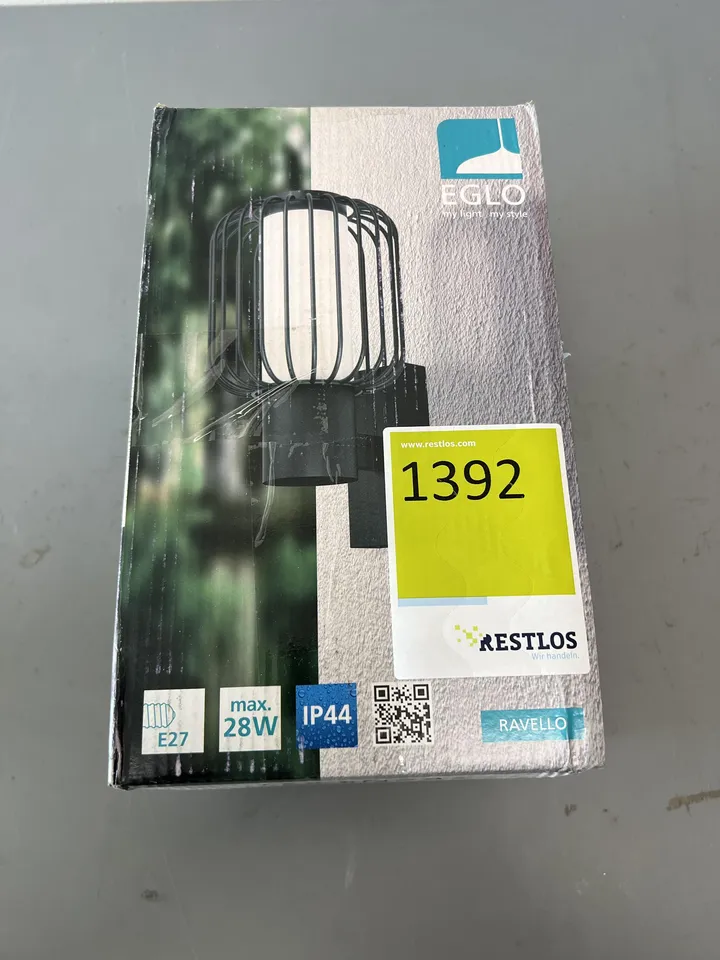 EGLO
my light. my style
www.restlos.com
1392
RESTLOS
Wir handeln.
E27
max.
28W
IP44
RAVELLO